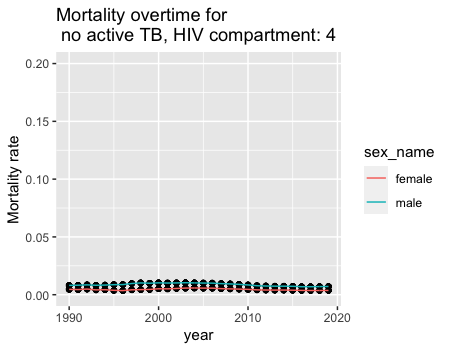 Mortality overtime for
no active TB, HIV compartment: 4
Mortality rate
0.20
0.15
0.10
0.05
0.00
1990
2000
2010
2020
year
sex_name
female
male